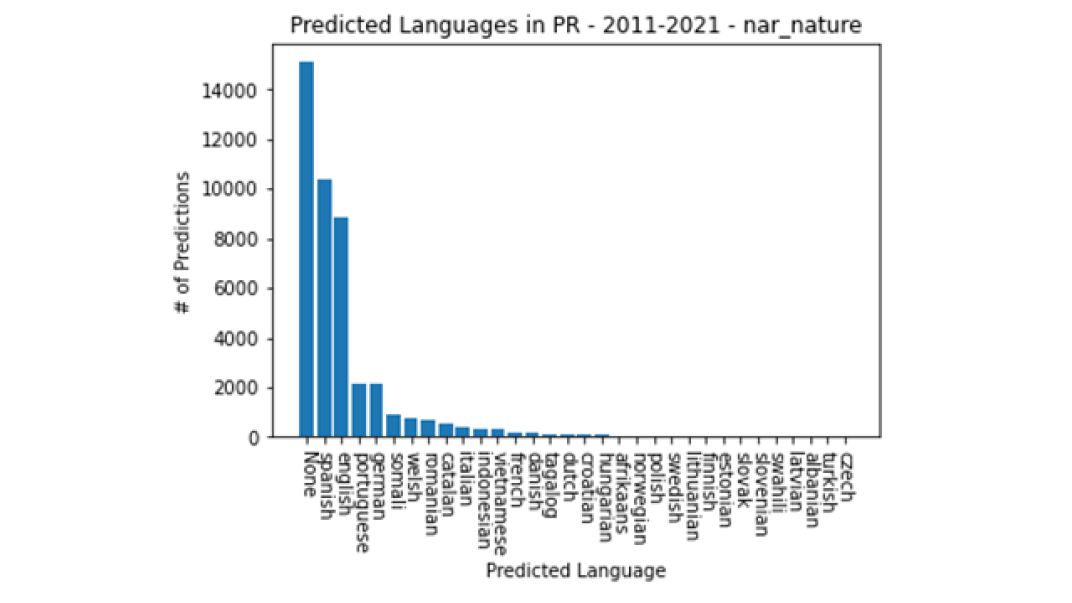 Predicted Languages in PR - 2011-2021 - nar_nature
14000
12000
10000
8000
6000
4000
2000
0
# of Predictions
None
spanish
english
portuguese
german
somali
welsh
romanian
catalan
italian
indonesian
vietnamese
french
danish
tagalog
dutch
croatian
hungarian
afrikaans
norwegian
polish
swedish
lithuanian
finnish
estonian
slovak
slovenian
swahili
latvian
albanian
turkish
czech
Predicted Language